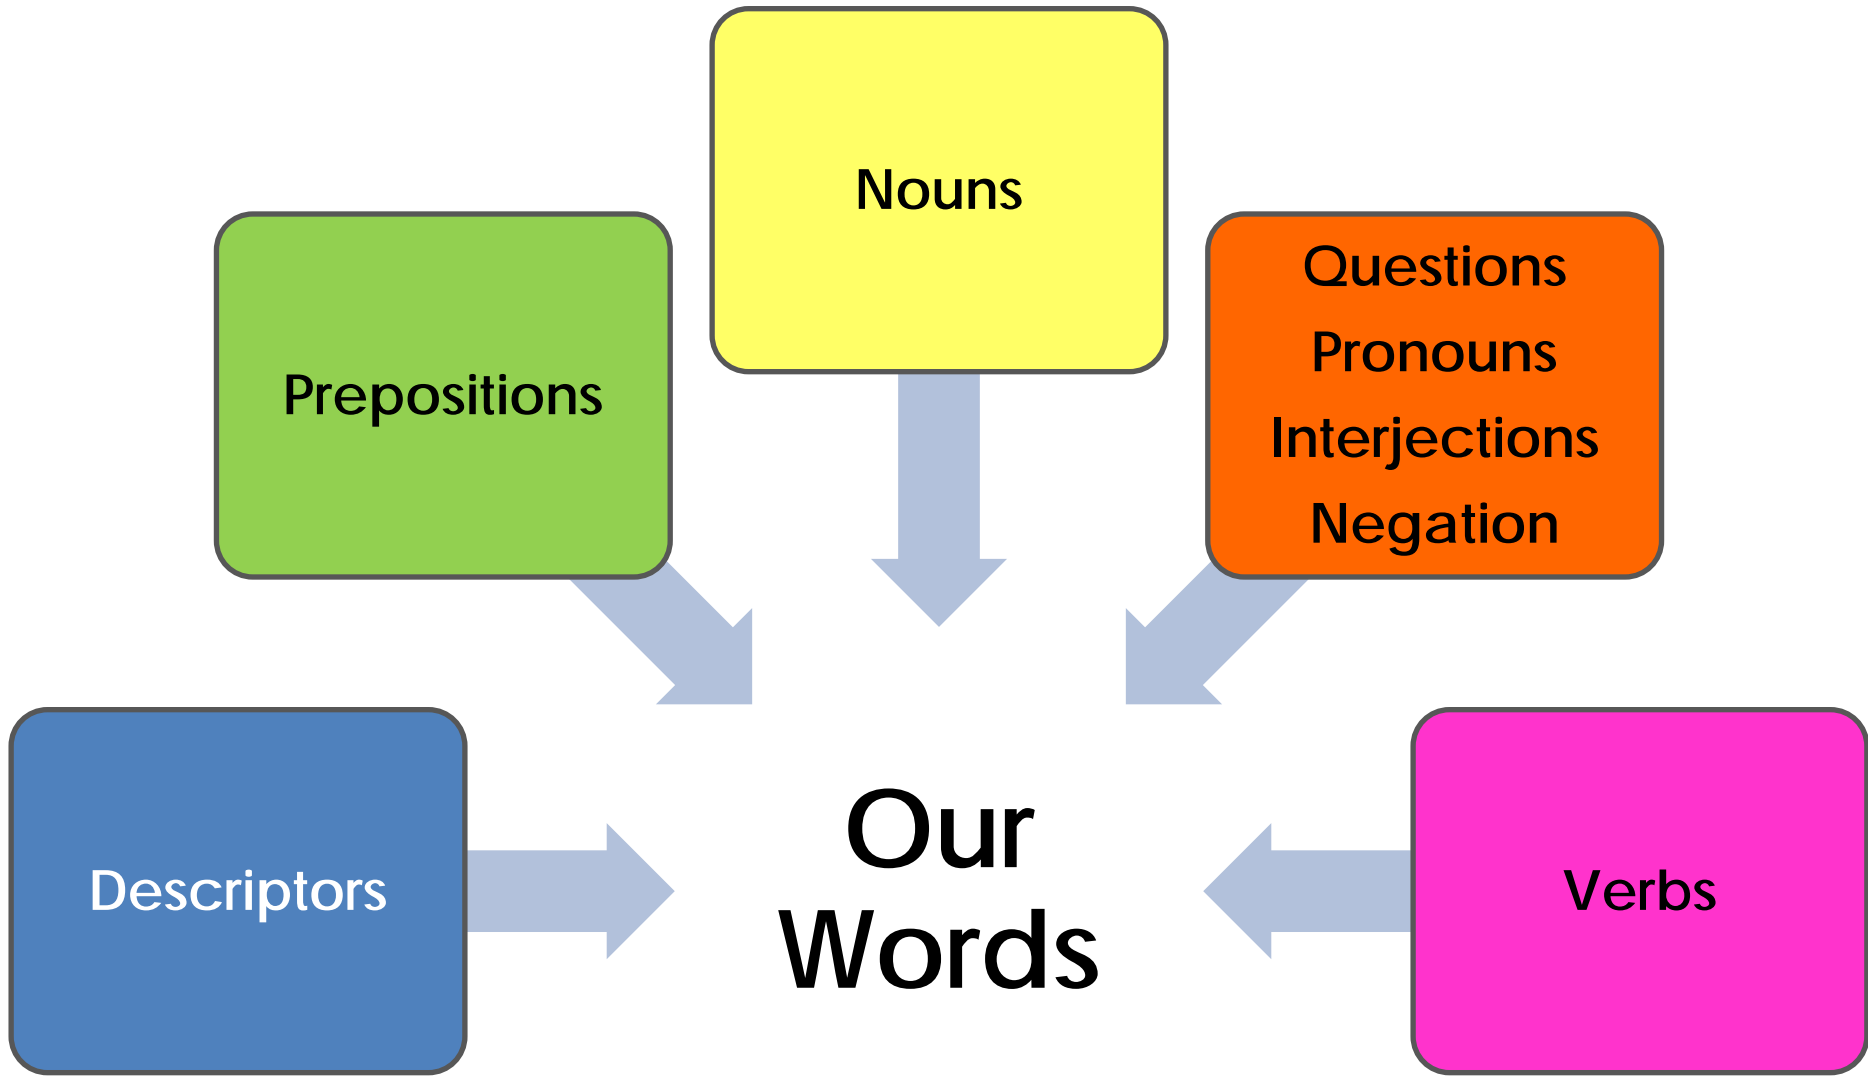 Nouns
Prepositions
Questions
Pronouns
Interjections
Negation
Descriptors
Our
Words
Verbs